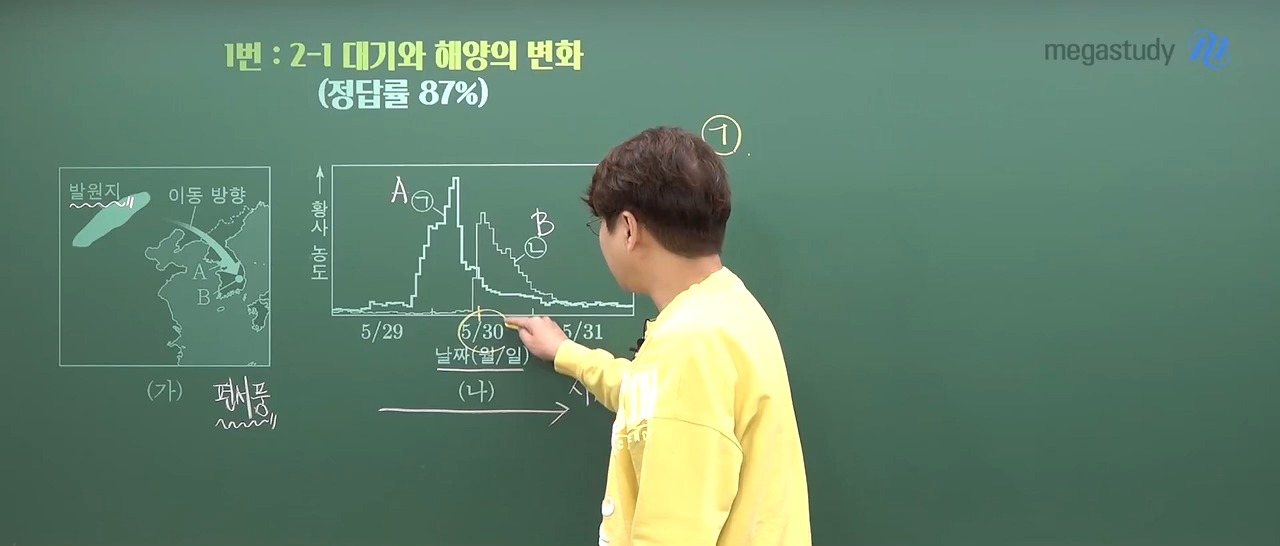 1번 : 2-1 대기와 해양의 변화
(정답률 87%)
megastudy
ㄱ
발원지
이동 방향
A
B
(가)
편서풍
황사 농도
A ㉠
B
㉡
5/29 5/30 5/31
날짜(월/일)
(나)
시